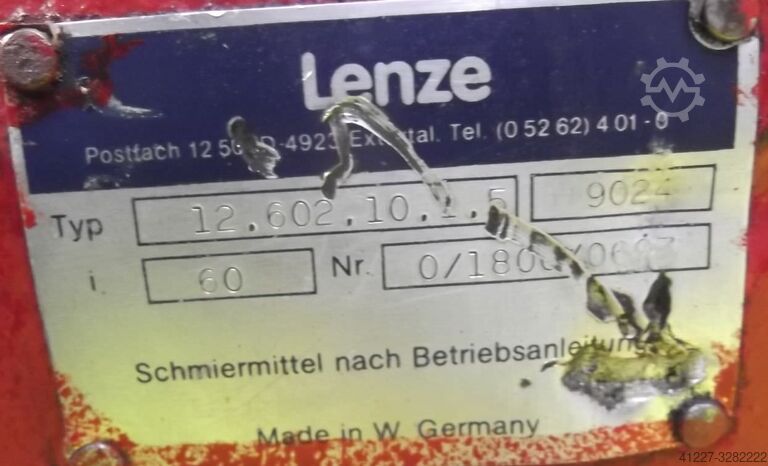 Lenze
Postfach 12 50 D-4923 Extertal. Tel. (0 52 62) 4 01-0
Typ 12.602.10.1.5 9024
i. 60 Nr.
Schmiermittel nach Betriebsanleitung
Made in W. Germany
41227-3282222